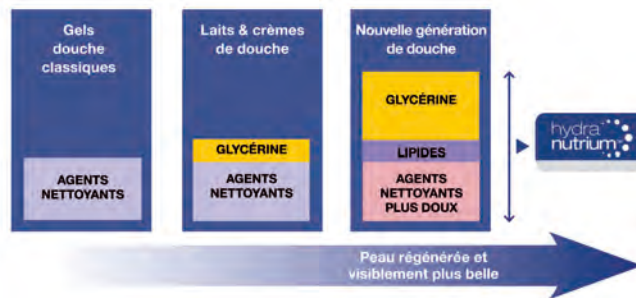 Gels
douche
classiques
AGENTS
NETTOYANTS
Laits & crèmes
de douche
GLYCÉRINE
AGENTS
NETTOYANTS
Nouvelle génération
de douche
GLYCÉRINE
LIPIDES
AGENTS
NETTOYANTS
PLUS DOUX
hydra
nutrium
Peau régénérée et
visiblement plus belle